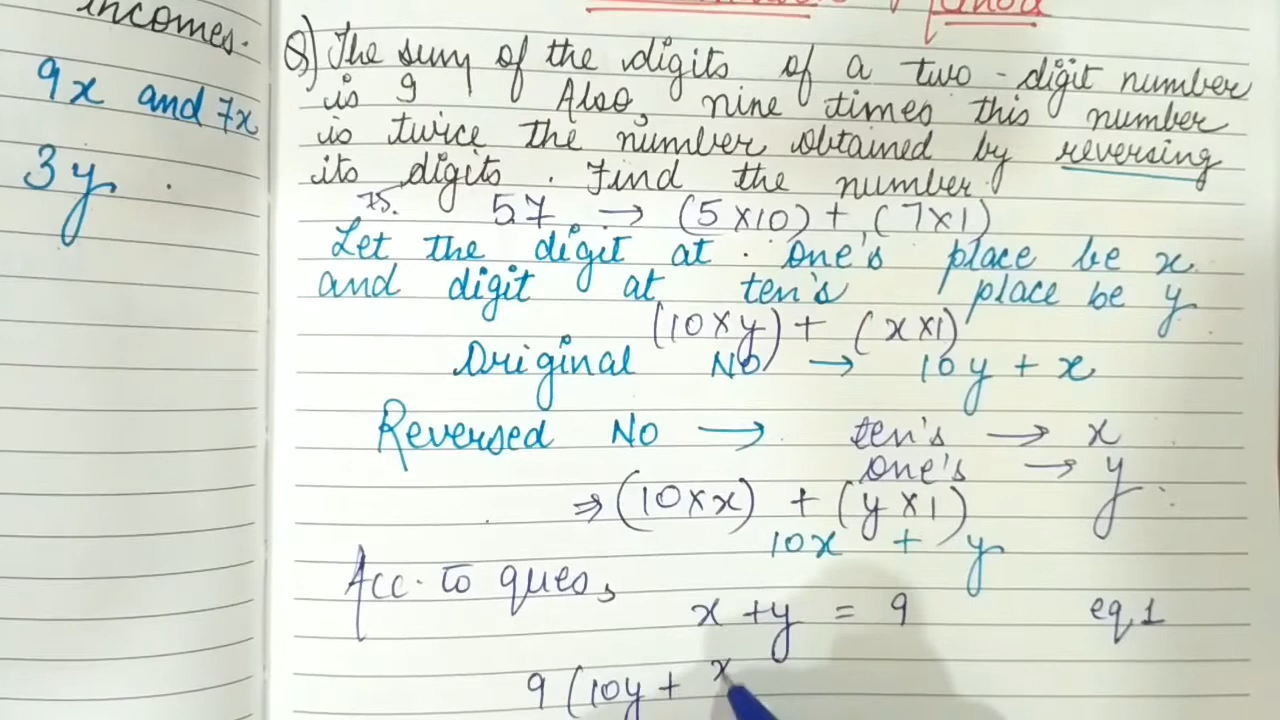 incomes.
9x and 7x
3y
Q) The sum of the digits of a two-digit number
is 9 Also, nine times this number
is twice the number obtained by reversing
its digits. Find the number.
75. 57 → (5×10) + (7×1)
Let the digit at one's place be x
and digit at ten's place be y
(10×y) + (x×1)
Original No → 10y + x
Reversed No → ten's → x
one's → y
⇒ (10×x) + (y×1)
10x + y
Acc. to ques,
x + y = 9 eq 1
9 (10y + x